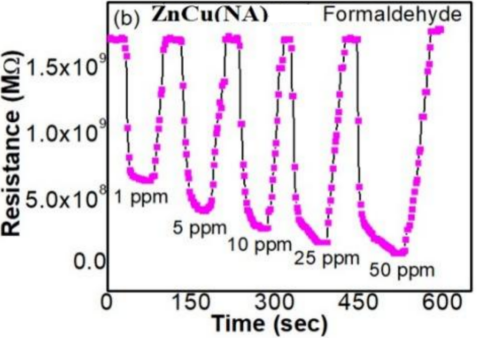 (b) ZnCu(NA) Formaldehyde
Resistance (MΩ)
1.5x10⁹
1.0x10⁹
5.0x10⁸
0.0
1 ppm
5 ppm
10 ppm
25 ppm
50 ppm
0 150 300 450 600
Time (sec)